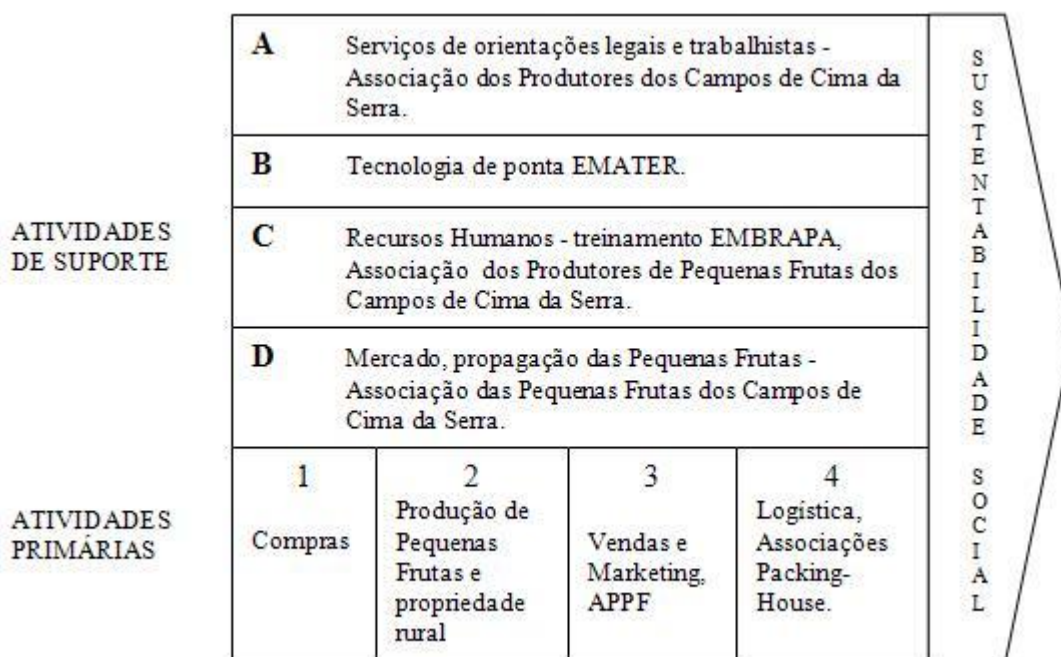 A Serviços de orientações legais e trabalhistas -
Associação dos Produtores dos Campos de Cima da
Serra.
B Tecnologia de ponta EMATER.
ATIVIDADES
DE SUPORTE
C Recursos Humanos - treinamento EMBRAPA,
Associação dos Produtores de Pequenas Frutas dos
Campos de Cima da Serra.
D Mercado, propagação das Pequenas Frutas -
Associação das Pequenas Frutas dos Campos de
Cima da Serra.
ATIVIDADES
PRIMÁRIAS
1
Compras
2
Produção de
Pequenas
Frutas e
propriedade
rural
3
Vendas e
Marketing,
APPF
4
Logística,
Associações
Packing-
House.
SUSTENTABILIDADE SOCIAL